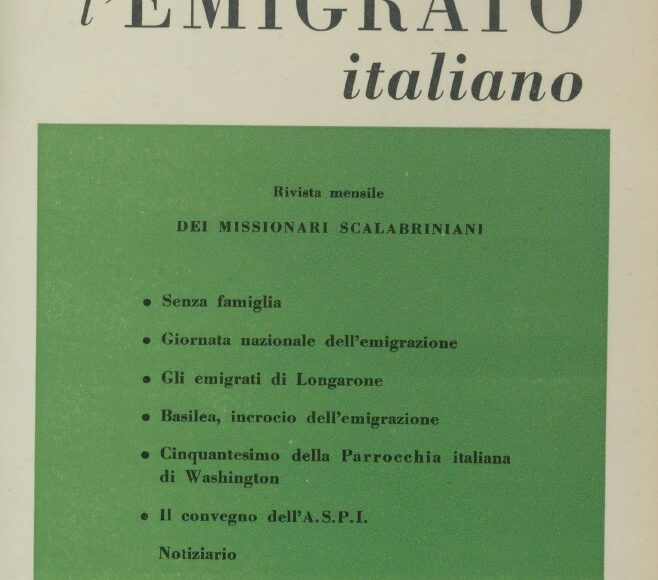 l'EMIGRATO
italiano
Rivista mensile
DEI MISSIONARI SCALABRINIANI
• Senza famiglia
• Giornata nazionale dell'emigrazione
• Gli emigrati di Longarone
• Basilea, incrocio dell'emigrazione
• Cinquantesimo della Parrocchia italiana
di Washington
• Il convegno dell'A.S.P.I.
Notiziario